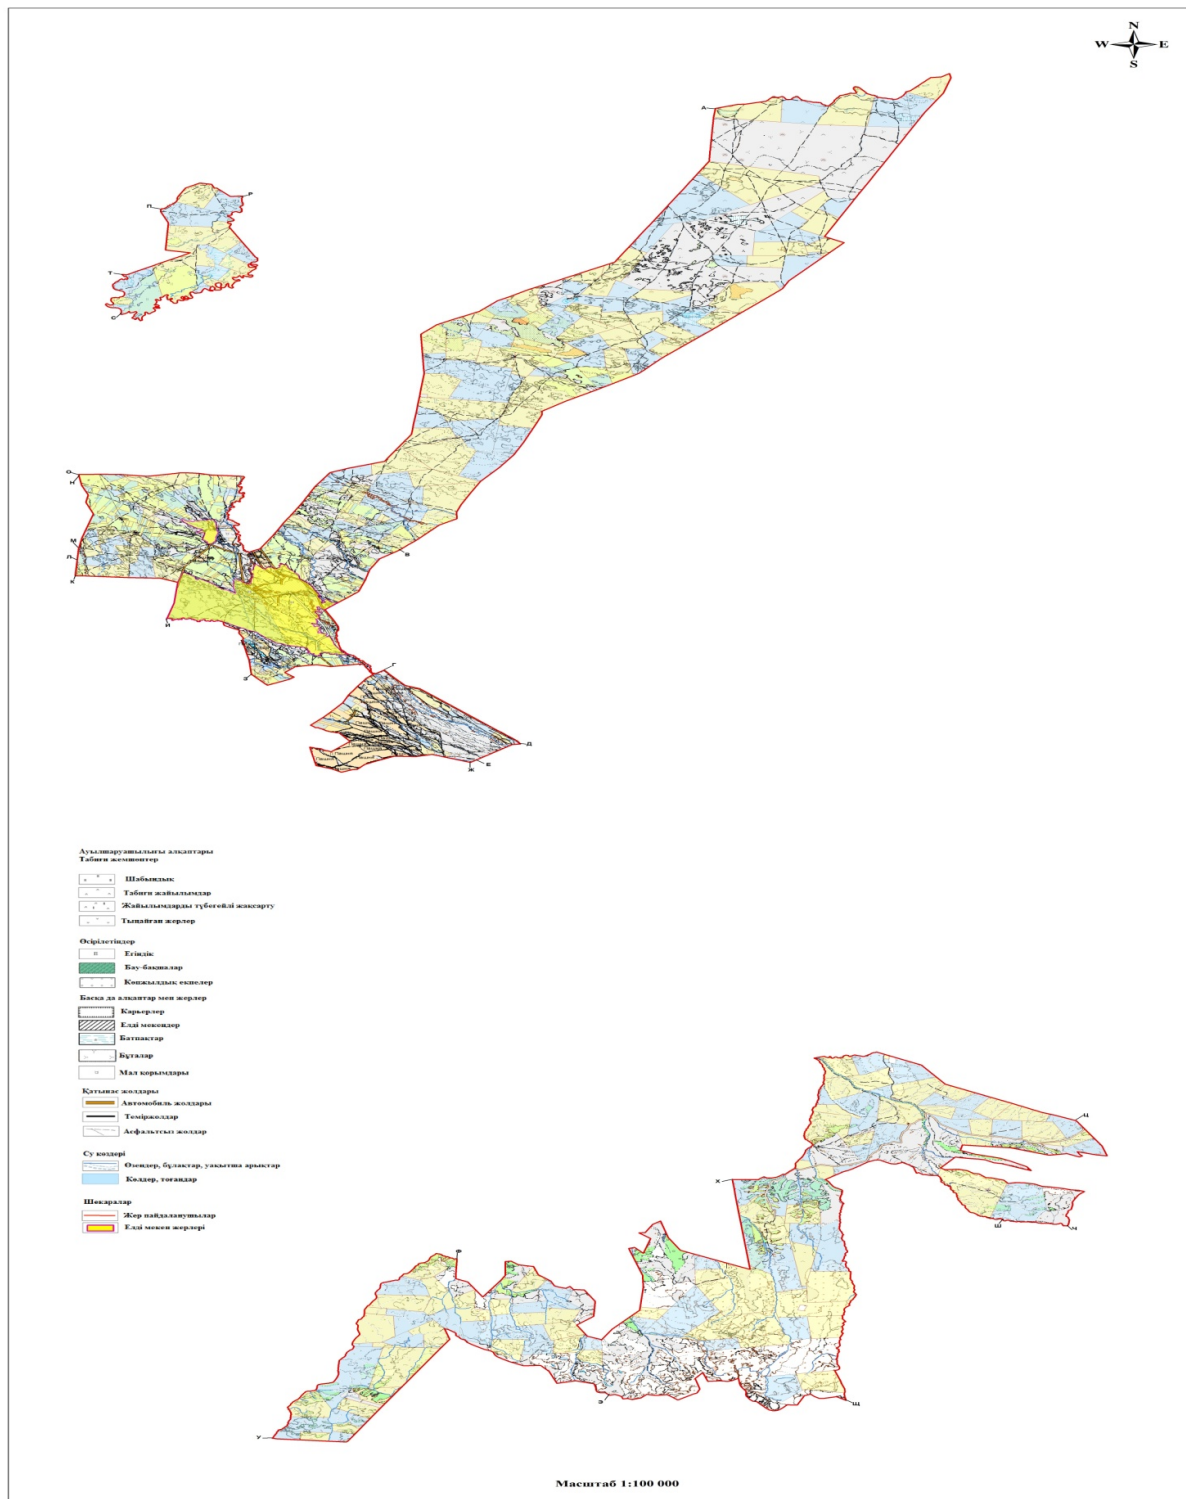 N
W E
S
А
Р
П
Т
С
О
Н
М
Л
К
В
И
З
Г
Д
Е
Ж
Ауылшаруашылығы алқаптары
Табиғи жемшөптер
Шабындық
Табиғи жайылымдар
Жайылымдарды түбегейлі жақсарту
Тыңайған жерлер
Өсірілетіндер
Егіндік
Бау-бақшалар
Көпжылдық екпелер
Басқа да алқаптар мен жерлер
Карьерлер
Елді мекендер
Батпақтар
Бұталар
Мал қорымдары
Қатынас жолдары
Автомобиль жолдары
Теміржолдар
Асфальтсыз жолдар
Су көздері
Өзендер, бұлақтар, уақытша арықтар
Көлдер, тоғандар
Шекаралар
Жер пайдаланушылар
Елді мекен жерлері
Ц
Х
Ш
Ч
Ф
Э
Щ
У
Масштаб 1:100 000